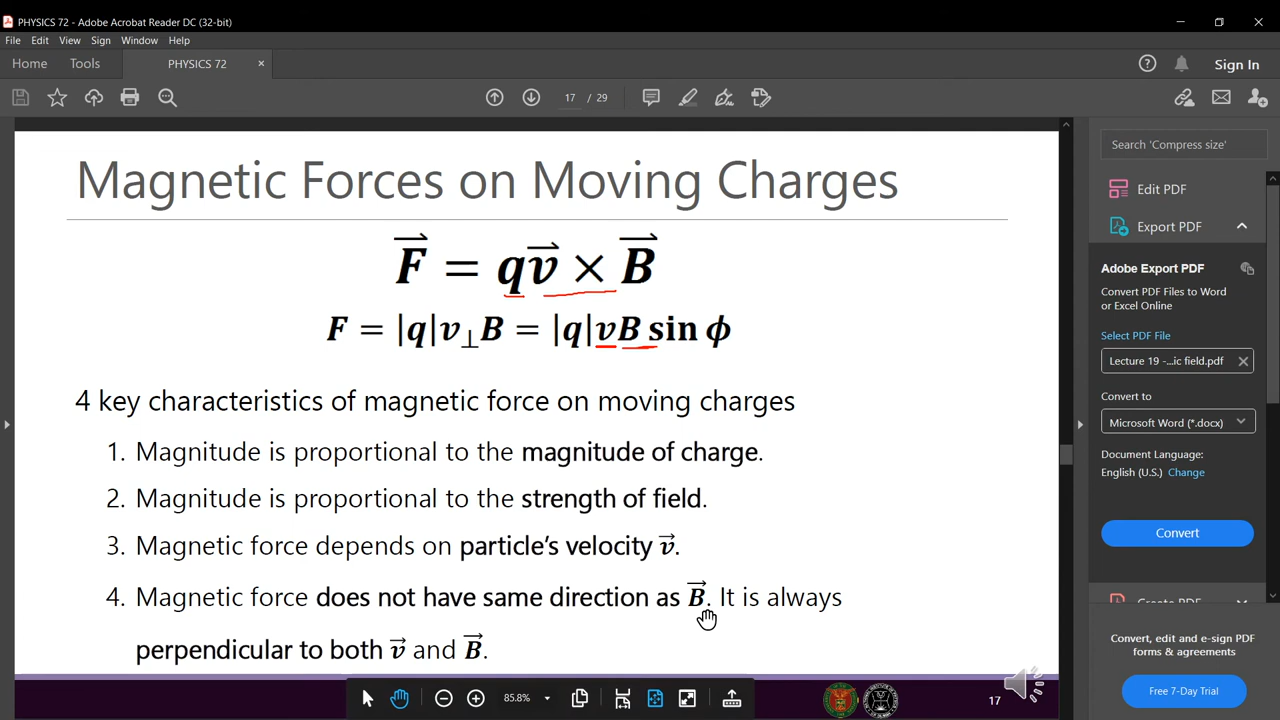 PHYSICS 72 - Adobe Acrobat Reader DC (32-bit)
File Edit View Sign Window Help
Home Tools PHYSICS 72 × Sign In
17 / 29
Search 'Compress size'
Magnetic Forces on Moving Charges
F⃗ = qv⃗ × B⃗
F = |q|v⊥B = |q|vB sin ϕ
4 key characteristics of magnetic force on moving charges
1. Magnitude is proportional to the magnitude of charge.
2. Magnitude is proportional to the strength of field.
3. Magnetic force depends on particle's velocity v⃗.
4. Magnetic force does not have same direction as B⃗. It is always
perpendicular to both v⃗ and B⃗.
17
85.8%
Edit PDF
Export PDF
Adobe Export PDF
Convert PDF Files to Word
or Excel Online
Select PDF File
Lecture 19 -...ic field.pdf
Convert to
Microsoft Word (*.docx)
Document Language:
English (U.S.) Change
Convert
Create PDF
Convert, edit and e-sign PDF
forms & agreements
Free 7-Day Trial